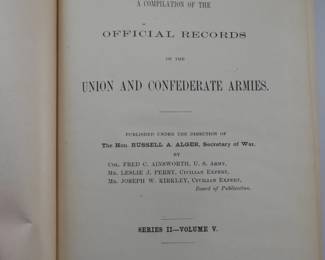 A COMPILATION OF THE
OFFICIAL RECORDS
OF THE
UNION AND CONFEDERATE ARMIES.
PUBLISHED UNDER THE DIRECTION OF
The Hon. RUSSELL A. ALGER, Secretary of War,
BY
COL. FRED C. AINSWORTH, U. S. ARMY,
MR. LESLIE J. PERRY, CIVILIAN EXPERT,
MR. JOSEPH W. KIRKLEY, CIVILIAN EXPERT,
Board of Publication.
SERIES II—VOLUME V.